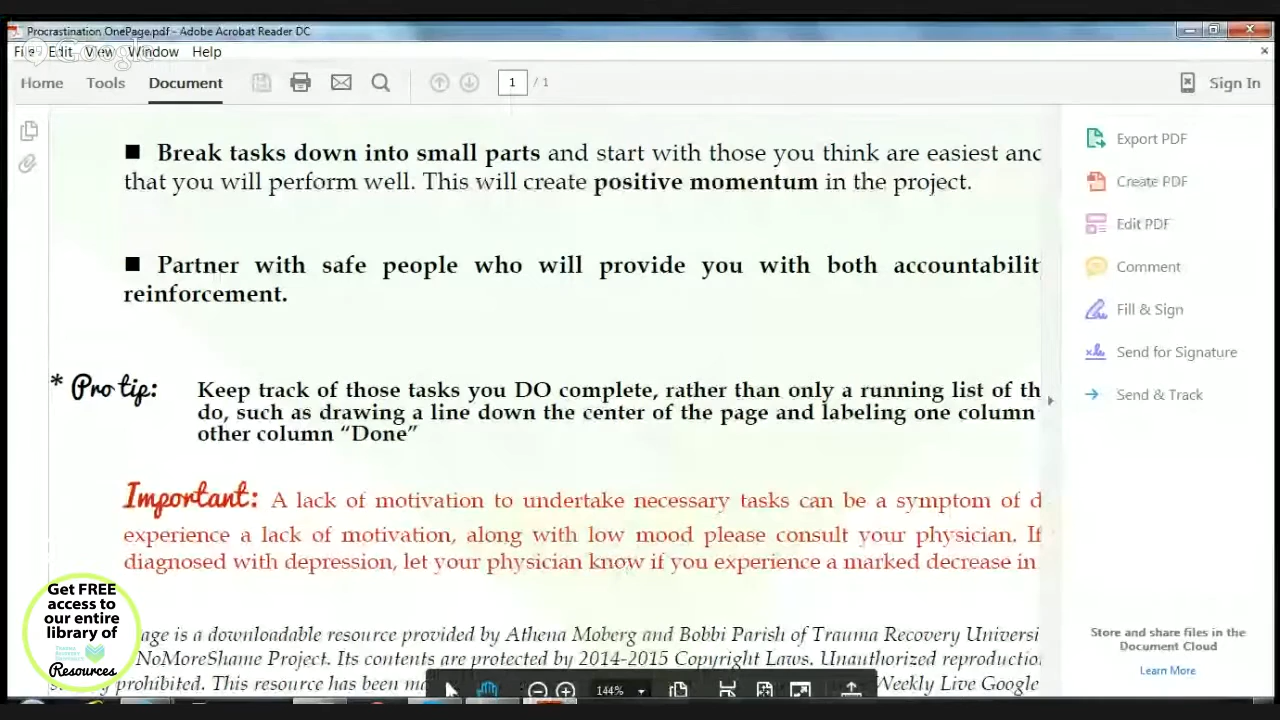 Procrastination OnePage.pdf - Adobe Acrobat Reader DC
File Edit View Window Help
Google
Home Tools Document 1 / 1 Sign In
■ Break tasks down into small parts and start with those you think are easiest and
that you will perform well. This will create positive momentum in the project.
■ Partner with safe people who will provide you with both accountabilit
reinforcement.
* Pro tip: Keep track of those tasks you DO complete, rather than only a running list of th
do, such as drawing a line down the center of the page and labeling one column
other column “Done”
Important: A lack of motivation to undertake necessary tasks can be a symptom of d
experience a lack of motivation, along with low mood please consult your physician. If
diagnosed with depression, let your physician know if you experience a marked decrease in
age is a downloadable resource provided by Athena Moberg and Bobbi Parish of Trauma Recovery Universi
NoMoreShame Project. Its contents are protected by 2014-2015 Copyright Laws. Unauthorized reproductio
prohibited. This resource has been m Weekly Live Google
144%
Export PDF
Create PDF
Edit PDF
Comment
Fill & Sign
Send for Signature
Send & Track
Store and share files in the
Document Cloud
Learn More
Get FREE
access to
our entire
library of
Resources